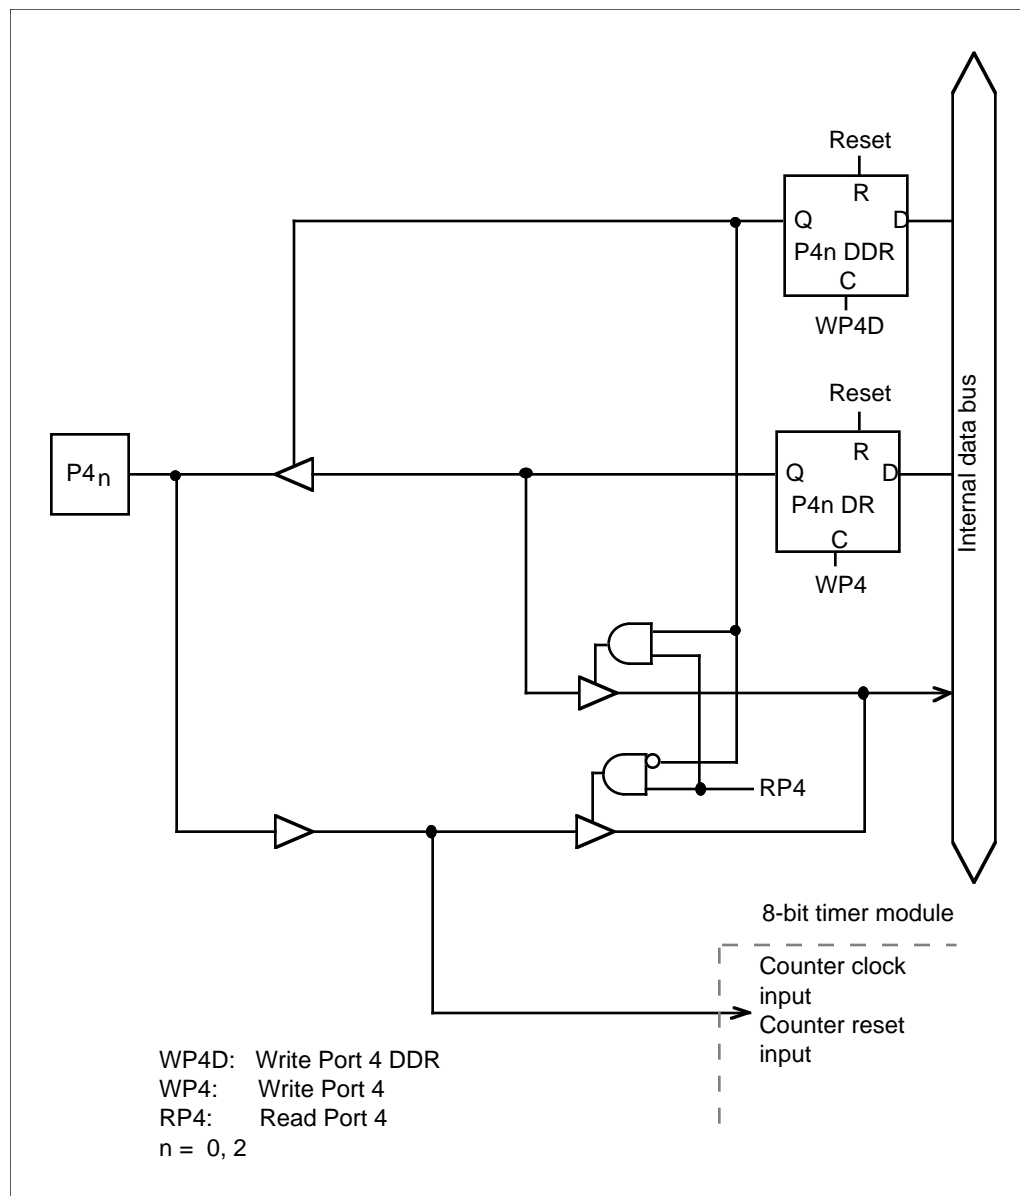 Reset
R
Q
D
P4n DDR
C
WP4D
Reset
R
Q
D
P4n DR
C
WP4
P4n
Internal data bus
RP4
8-bit timer module
Counter clock
input
Counter reset
input
WP4D: Write Port 4 DDR
WP4: Write Port 4
RP4: Read Port 4
n = 0, 2